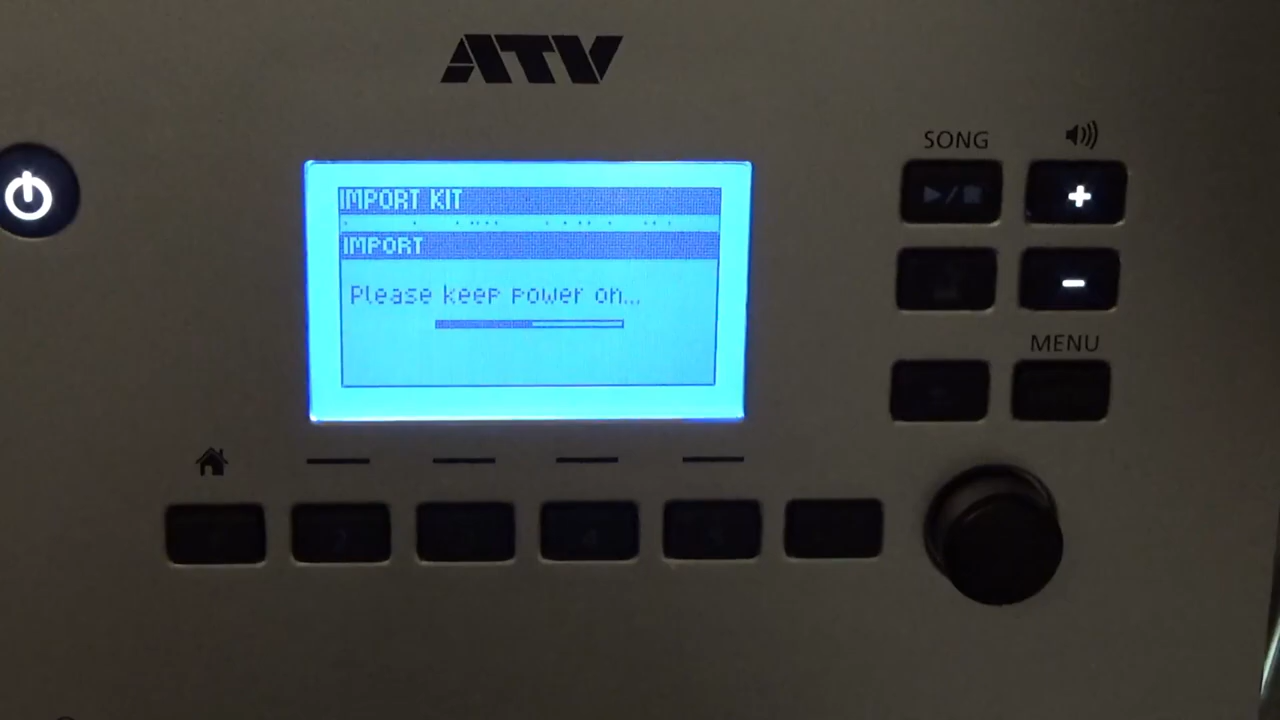 ATV
SONG
IMPORT KIT
IMPORT
Please keep power on...
MENU